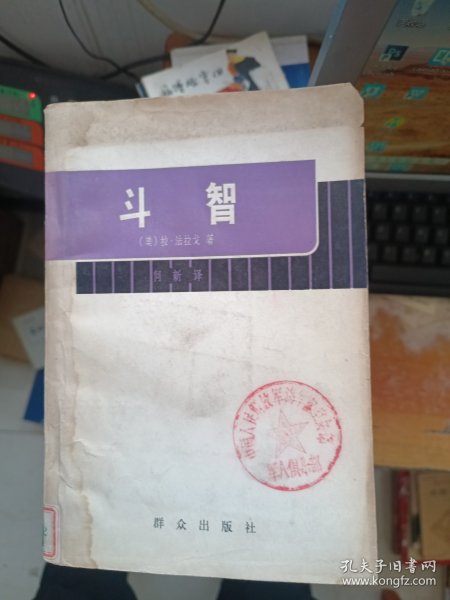 斗智
〔美〕拉·法拉戈 著
何新译
群众出版社
孔夫子旧书网
www.kongfz.com